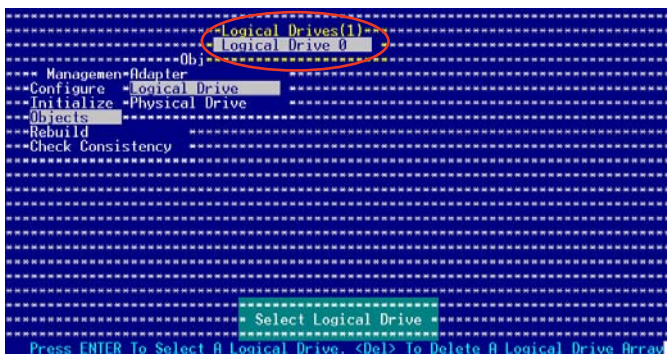 Logical Drives(1)
Logical Drive 0
Obj
Managemen
Adapter
Configure
Logical Drive
Initialize
Physical Drive
Objects
Rebuild
Check Consistency
Select Logical Drive
Press ENTER To Select A Logical Drive. <Del> To Delete A Logical Drive Array